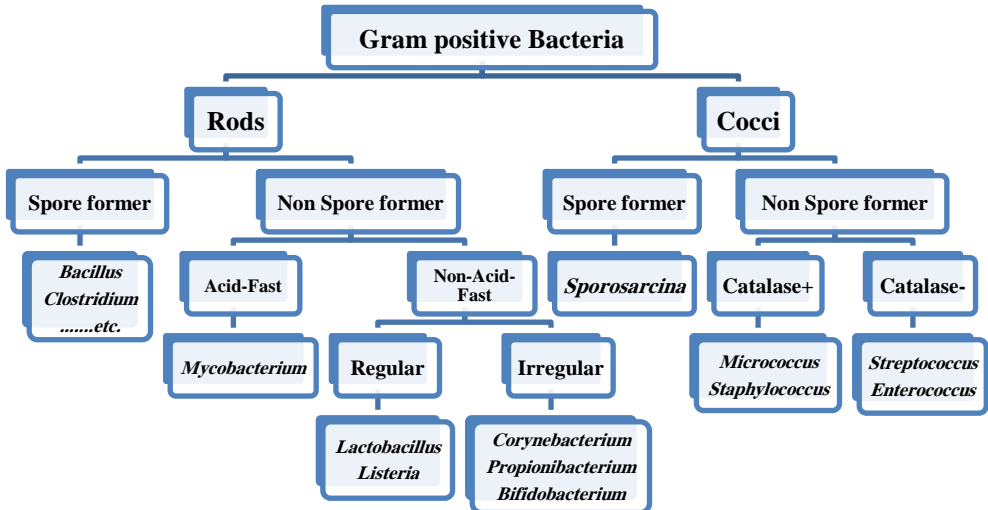 Gram positive Bacteria
Rods
Cocci
Spore former
Non Spore former
Spore former
Non Spore former
Bacillus
Clostridium
.......etc.
Acid-Fast
Non-Acid-
Fast
Sporosarcina
Catalase+
Catalase-
Mycobacterium
Regular
Irregular
Micrococcus
Staphylococcus
Streptococcus
Enterococcus
Lactobacillus
Listeria
Corynebacterium
Propionibacterium
Bifidobacterium